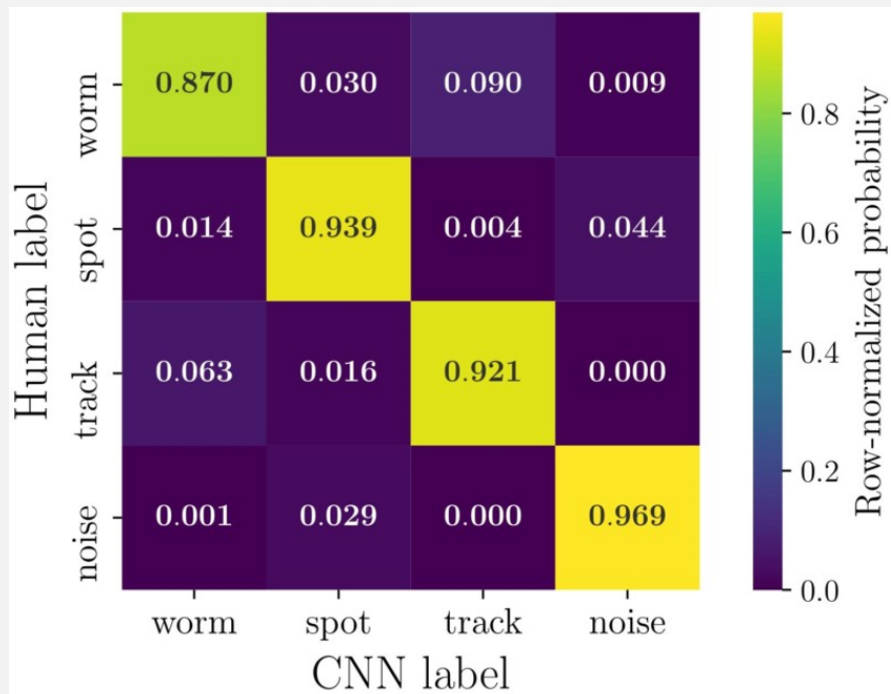 worm 0.870 0.030 0.090 0.009
spot 0.014 0.939 0.004 0.044
track 0.063 0.016 0.921 0.000
noise 0.001 0.029 0.000 0.969
worm spot track noise
CNN label
Human label
0.8
0.6
0.4
0.2
0.0
Row-normalized probability